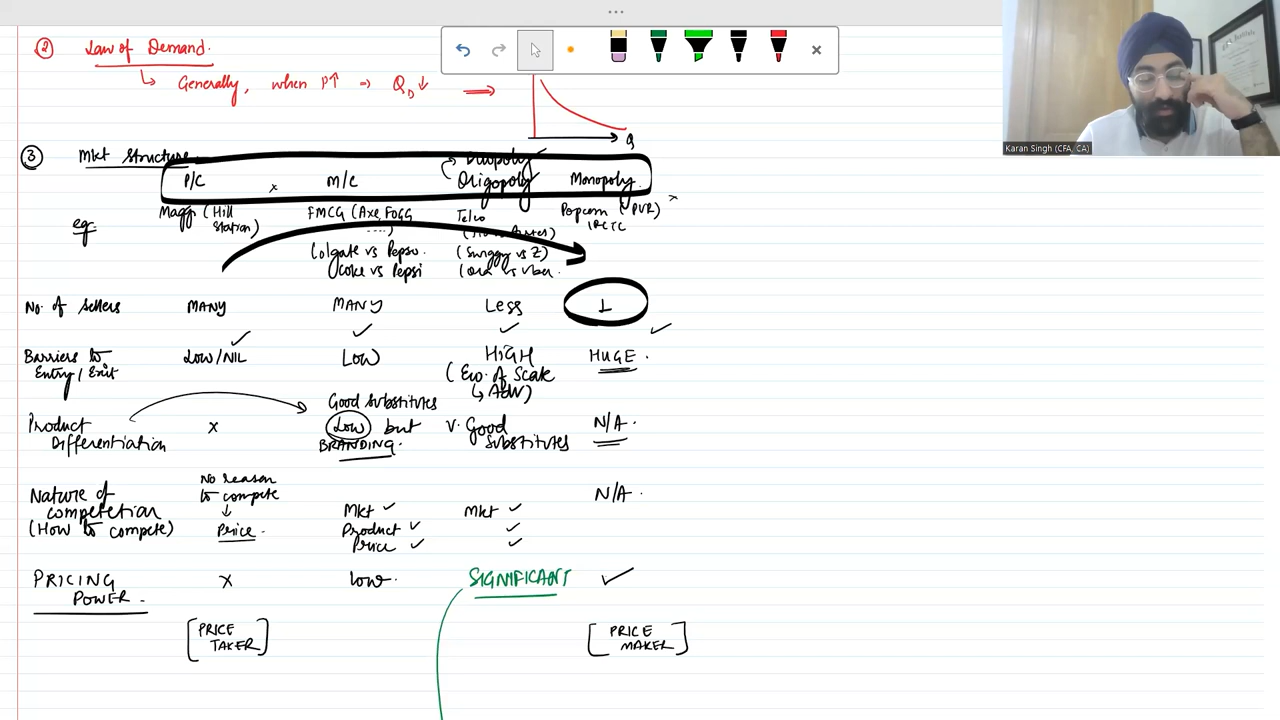 ② Law of Demand.
↳ Generally, when P↑ → Q_D ↓ ⟹
Q
③ Mkt structure
Duopoly
P/C x M/C Oligopoly Monopoly
eg. Maggi (Hill Station) FMCG (Axe, FOGG ....) Telco Popcorn (PVR) x
IRCTC
Colgate vs Pepso. (Swiggy vs Z)
Coke vs Pepsi (Ola vs Uber.
No. of sellers MANY MANY Less 1
Barriers to Entry / Exit Low/NIL Low HIGH HUGE.
(Eco. of Scale
↳ Adv)
Good substitutes
Product Differentiation x Low but V. Good Substitutes N/A.
BRANDING.
Nature of competetion No reason to compete N/A.
(How to compete) Price. Mkt ✓ Mkt ✓
Product ✓ ✓
Price ✓ ✓
PRICING POWER. x Low. SIGNIFICANT ✓
[PRICE TAKER] [PRICE MAKER]
Karan Singh (CFA, CA)